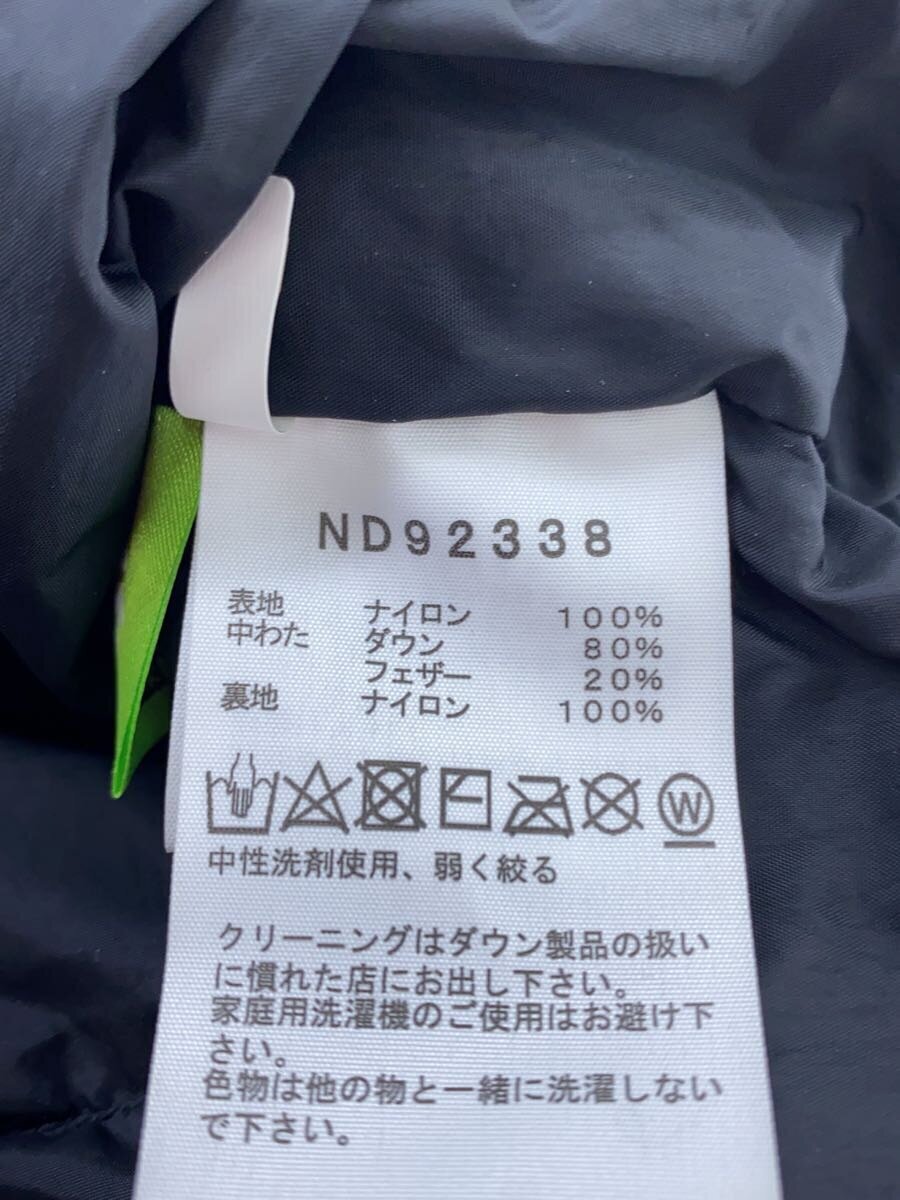 ND92338
表地 ナイロン 100%
中わた ダウン 80%
フェザー 20%
裏地 ナイロン 100%
W
中性洗剤使用、弱く絞る
クリーニングはダウン製品の扱い
に慣れた店にお出し下さい。
家庭用洗濯機のご使用はお避け下
さい。
色物は他の物と一緒に洗濯しない
で下さい。